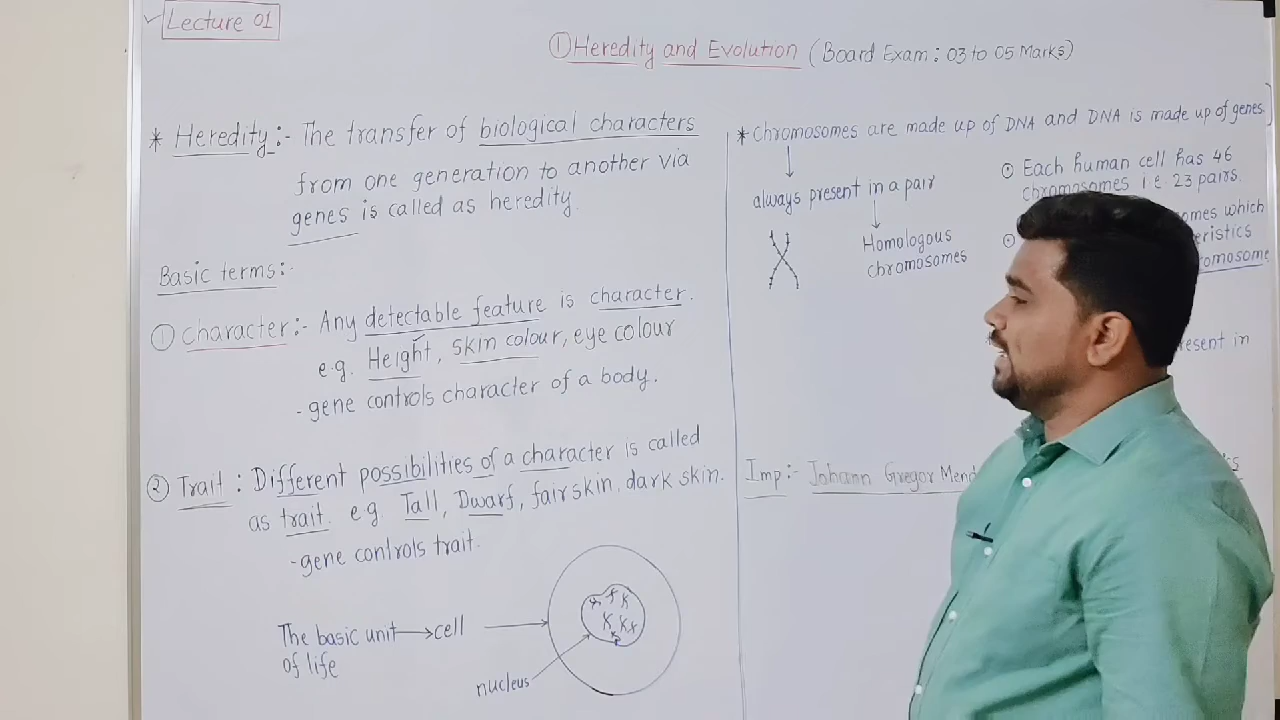 Lecture 01
① Heredity and Evolution (Board Exam: 03 to 05 Marks)
* Heredity:- The transfer of biological characters
from one generation to another via
genes is called as heredity.
Basic terms:-
① Character:- Any detectable feature is character.
e.g. Height, skin colour, eye colour
- gene controls character of a body.
② Trait : Different possibilities of a character is called
as trait. e.g Tall, Dwarf, fair skin, dark skin.
- gene controls trait.
The basic unit → cell
of life
nucleus
* Chromosomes are made up of DNA and DNA is made up of genes.
always present in a pair
Homologous
chromosomes
⊙ Each human cell has 46
chromosomes i.e. 23 pairs.
which
Imp:- Johann Gregor